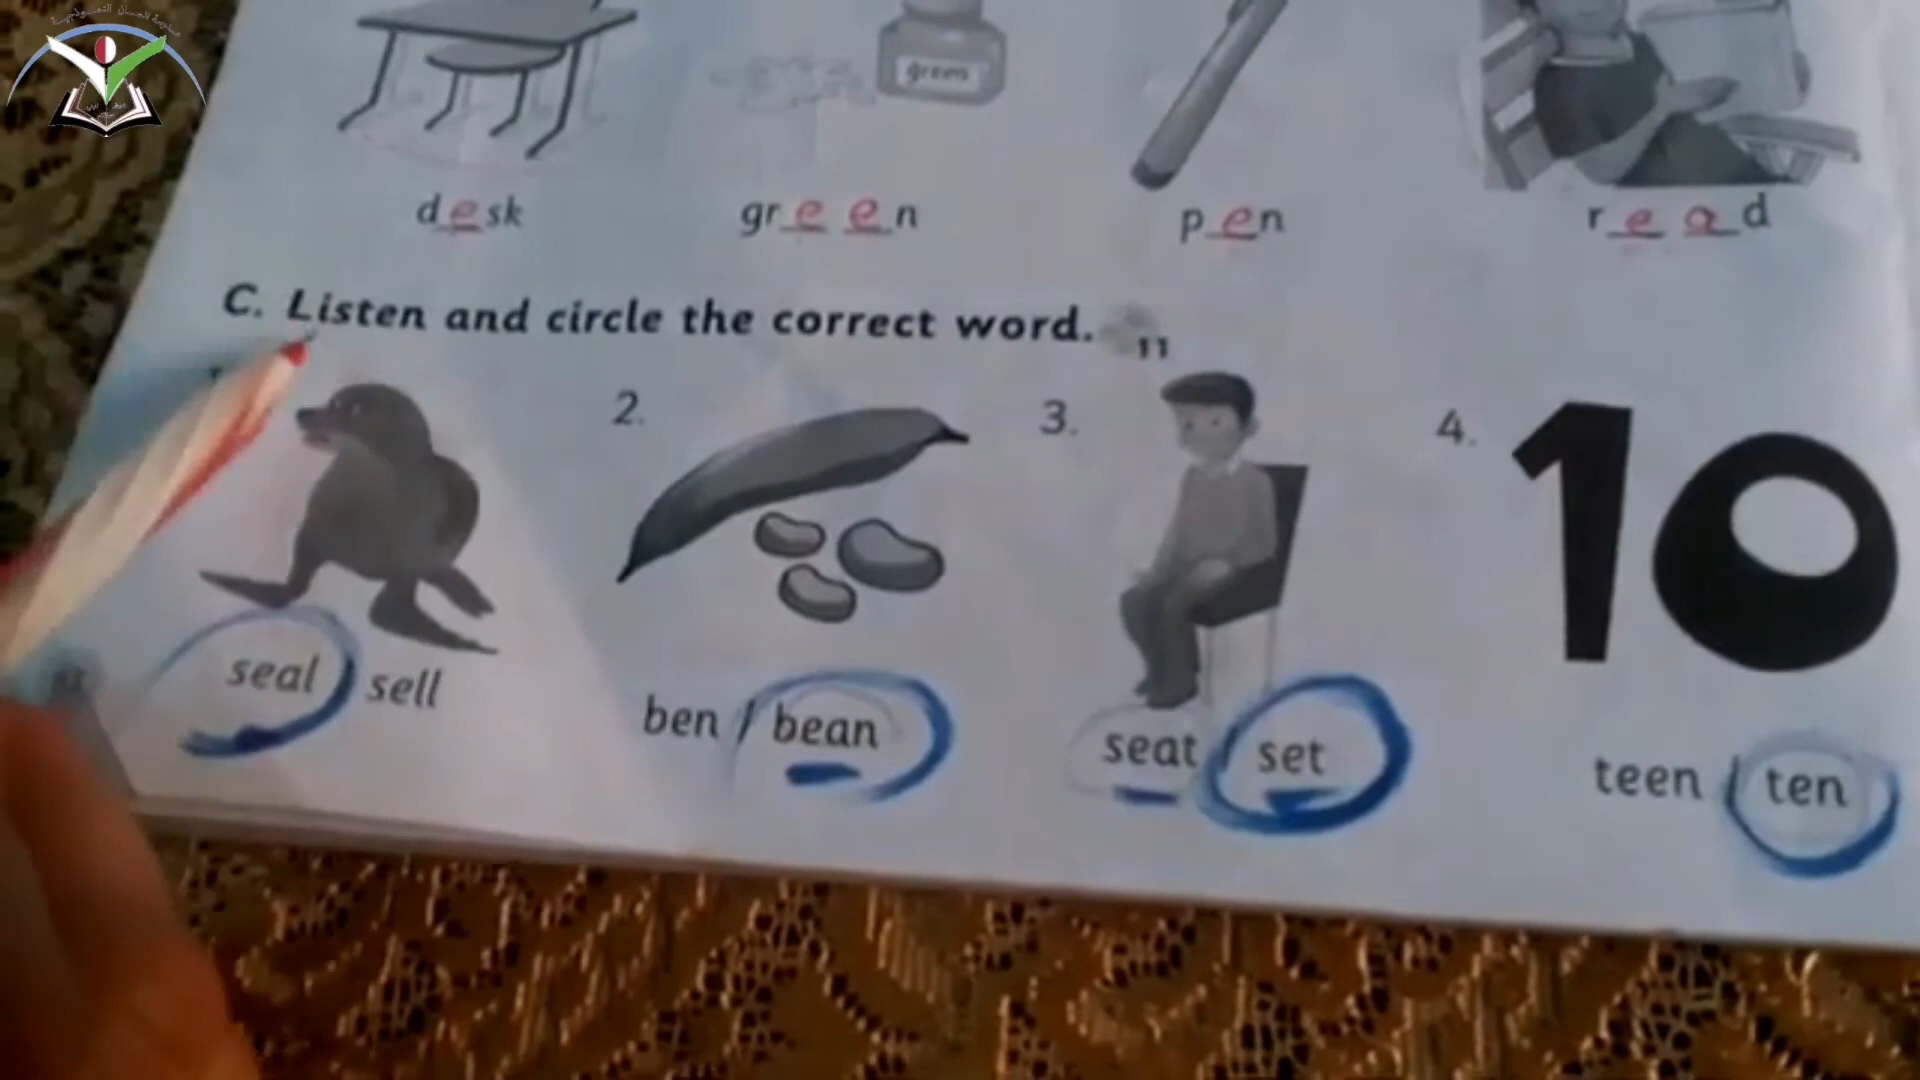 green
desk green pen read
C. Listen and circle the correct word. 11
2. 3. 4.
seal sell ben / bean seat / set teen / ten